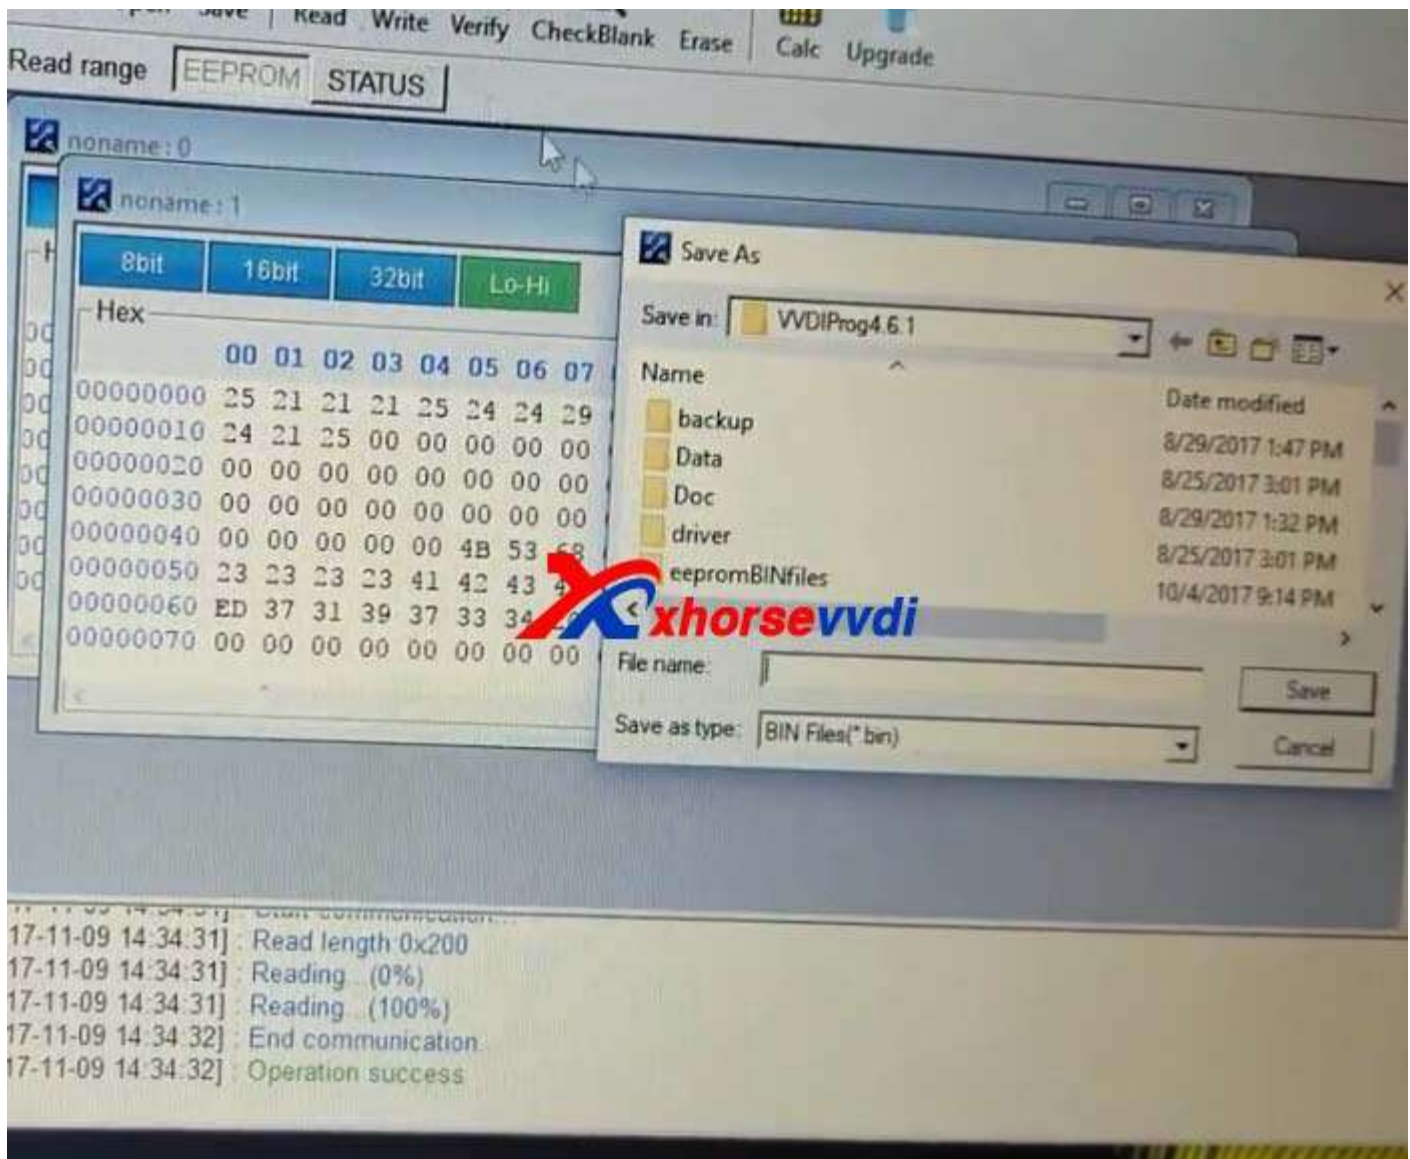 Save Read Write Verify CheckBlank Erase Calc Upgrade
Read range EEPROM STATUS
noname : 0
noname : 1
8bit 16bit 32bit Lo-Hi
Hex
00 01 02 03 04 05 06 07
00000000 25 21 21 21 25 24 24 29
00000010 24 21 25 00 00 00 00 00
00000020 00 00 00 00 00 00 00 00
00000030 00 00 00 00 00 00 00 00
00000040 00 00 00 00 00 4B 53 68
00000050 23 23 23 23 41 42 43
00000060 ED 37 31 39 37 33 34
00000070 00 00 00 00 00 00 00 00
Save As
Save in: VVDIProg4.6.1
Name Date modified
backup 8/29/2017 1:47 PM
Data 8/25/2017 3:01 PM
Doc 8/29/2017 1:32 PM
driver 8/25/2017 3:01 PM
eepromBINfiles 10/4/2017 9:14 PM
xhorsevvdi
File name: Save
Save as type: BIN Files(*.bin) Cancel
17-11-09 14:34:31] : Read length 0x200
17-11-09 14:34:31] : Reading...(0%)
17-11-09 14:34:31] : Reading...(100%)
17-11-09 14:34:32] : End communication
17-11-09 14:34:32] : Operation success